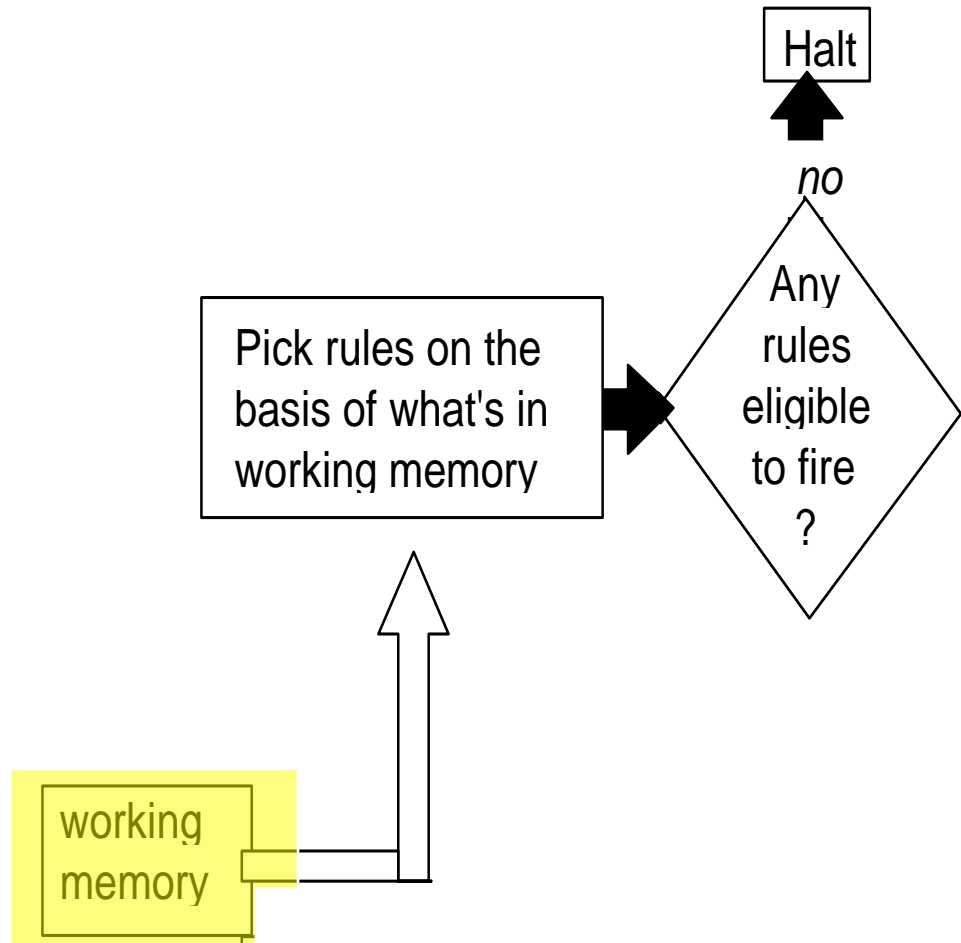 Halt
no
Any
rules
eligible
to fire
?
Pick rules on the
basis of what's in
working memory
working
memory